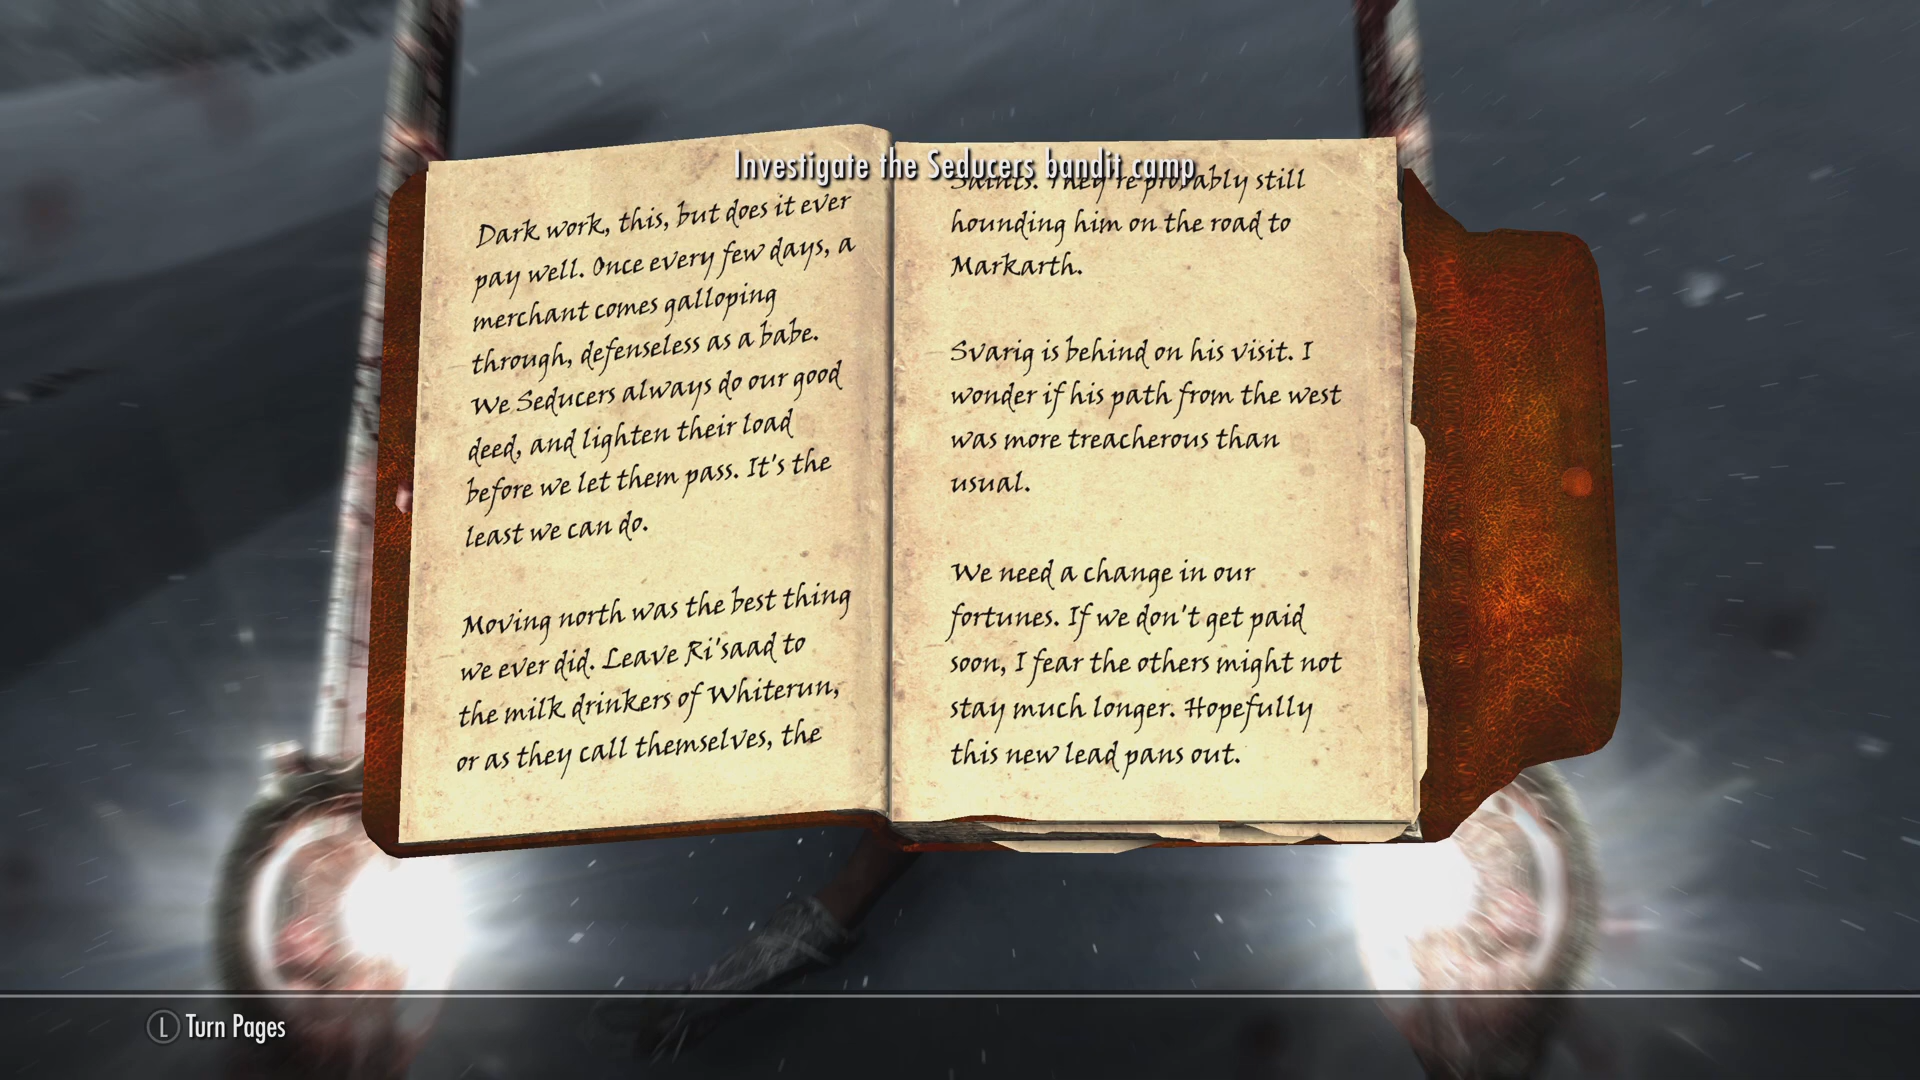 Investigate the Seducers bandit camp
Dark work, this, but does it ever
pay well. Once every few days, a
merchant comes galloping
through, defenseless as a babe.
We Seducers always do our good
deed, and lighten their load
before we let them pass. It's the
least we can do.
Moving north was the best thing
we ever did. Leave Ri'saad to
the milk drinkers of Whiterun,
or as they call themselves, the
Saints. They're probably still
hounding him on the road to
Markarth.
Svarig is behind on his visit. I
wonder if his path from the west
was more treacherous than
usual.
We need a change in our
fortunes. If we don't get paid
soon, I fear the others might not
stay much longer. Hopefully
this new lead pans out.
L Turn Pages